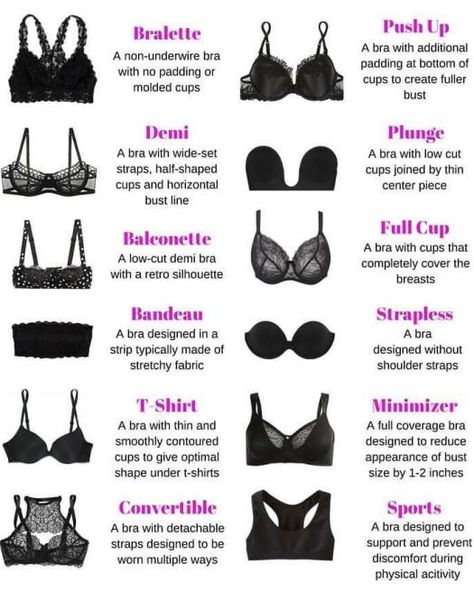 Bralette
A non-underwire bra
with no padding or
molded cups
Push Up
A bra with additional
padding at bottom of
cups to create fuller
bust
Demi
A bra with wide-set
straps, half-shaped
cups and horizontal
bust line
Plunge
A bra with low cut
cups joined by thin
center piece
Balconette
A low-cut demi bra
with a retro silhouette
Full Cup
A bra with cups that
completely cover the
breasts
Bandeau
A bra designed in a
strip typically made of
stretchy fabric
Strapless
A bra
designed without
shoulder straps
T-Shirt
A bra with thin and
smoothly contoured
cups to give optimal
shape under t-shirts
Minimizer
A full coverage bra
designed to reduce
appearance of bust
size by 1-2 inches
Convertible
A bra with detachable
straps designed to be
worn multiple ways
Sports
A bra designed to
support and prevent
discomfort during
physical acitivity